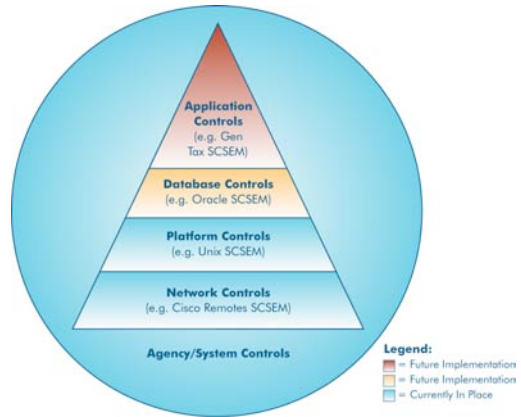 Application
Controls
(e.g. Gen
Tax SCSEM)
Database Controls
(e.g. Oracle SCSEM)
Platform Controls
(e.g. Unix SCSEM)
Network Controls
(e.g. Cisco Remotes SCSEM)
Agency/System Controls
Legend:
= Future Implementation
= Future Implementation
= Currently In Place